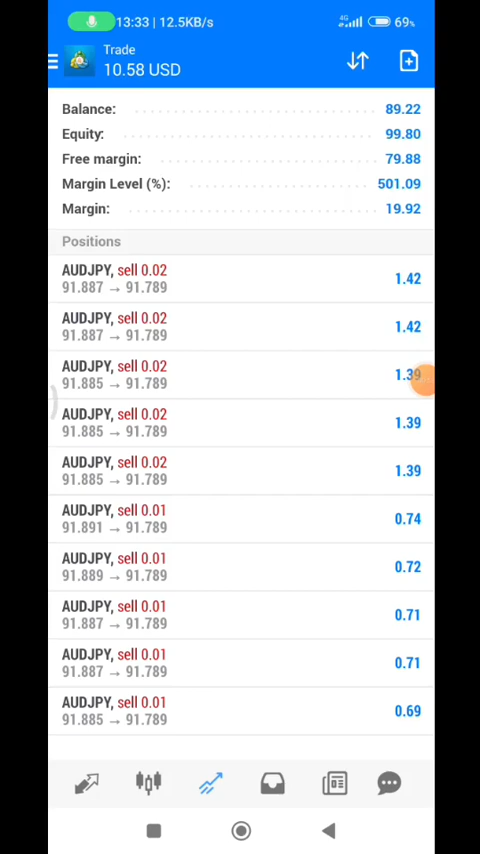 13:33 | 12.5KB/s 4G 69%
Trade
10.58 USD
Balance: 89.22
Equity: 99.80
Free margin: 79.88
Margin Level (%): 501.09
Margin: 19.92
Positions
AUDJPY, sell 0.02
91.887 → 91.789 1.42
AUDJPY, sell 0.02
91.887 → 91.789 1.42
AUDJPY, sell 0.02
91.885 → 91.789 1.39
AUDJPY, sell 0.02
91.885 → 91.789 1.39
AUDJPY, sell 0.02
91.885 → 91.789 1.39
AUDJPY, sell 0.01
91.891 → 91.789 0.74
AUDJPY, sell 0.01
91.889 → 91.789 0.72
AUDJPY, sell 0.01
91.887 → 91.789 0.71
AUDJPY, sell 0.01
91.887 → 91.789 0.71
AUDJPY, sell 0.01
91.885 → 91.789 0.69